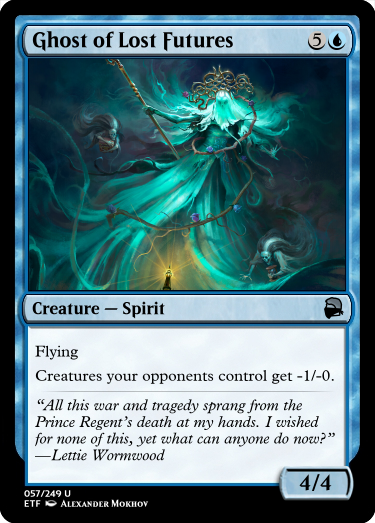 Ghost of Lost Futures 5
Creature — Spirit
Flying
Creatures your opponents control get -1/-0.
“All this war and tragedy sprang from the
Prince Regent’s death at my hands. I wished
for none of this, yet what can anyone do now?”
—Lettie Wormwood
4/4
057/249 U
ETF Alexander Mokhov